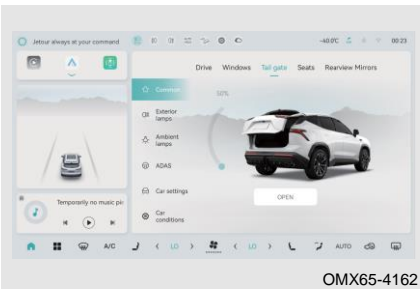 Jetour always at your command
-40.0°C
00:23
Drive Windows Tail gate Seats Rearview Mirrors
Common
50%
Exterior
lamps
Ambient
lamps
ADAS
Car settings
Car
conditions
OPEN
Temporarily no music pic
A/C
LO
LO
AUTO
OMX65-4162